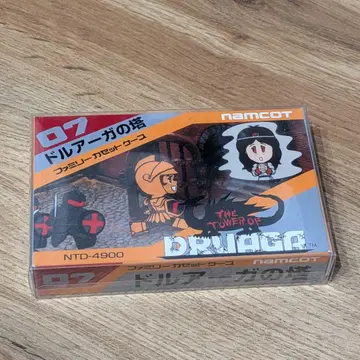 07
ドルアーガの塔
ファミリーカセット ケース
namcot
THE
TOWER OF
DRUAGA
NTD-4900
07
ファミリーカセット ケース
ドルアーガの塔
namcot